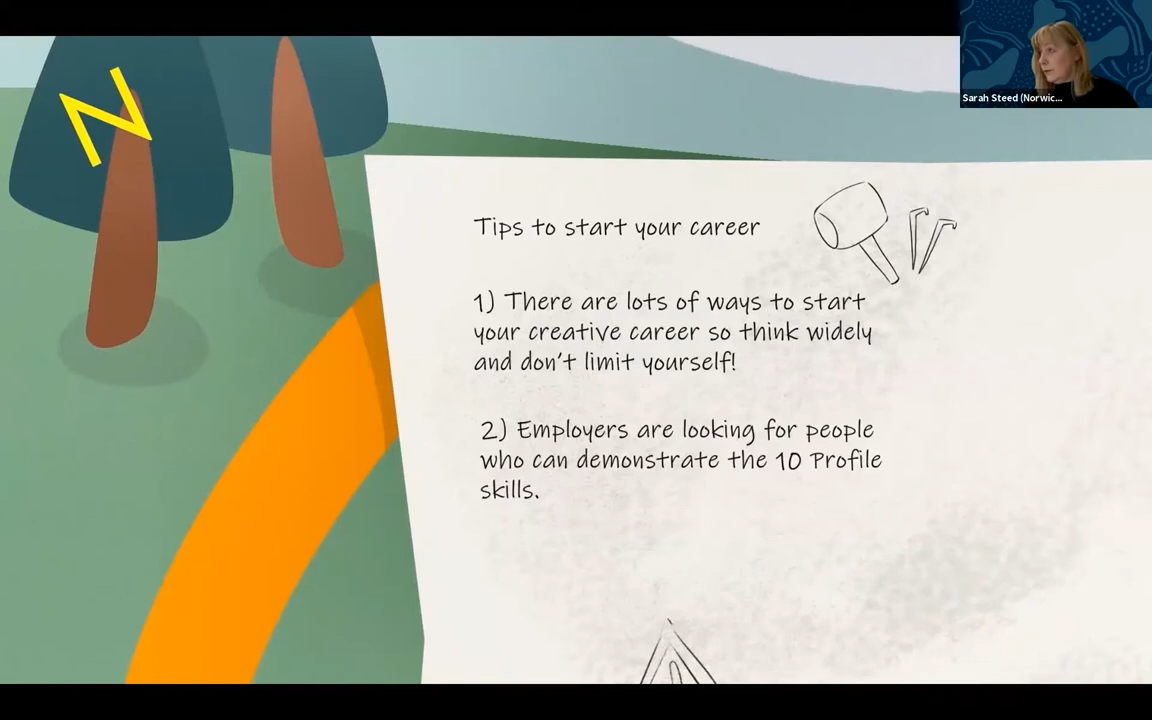 Sarah Steed (Norwic...
N
Tips to start your career
1) There are lots of ways to start
your creative career so think widely
and don't limit yourself!
2) Employers are looking for people
who can demonstrate the 10 Profile
skills.